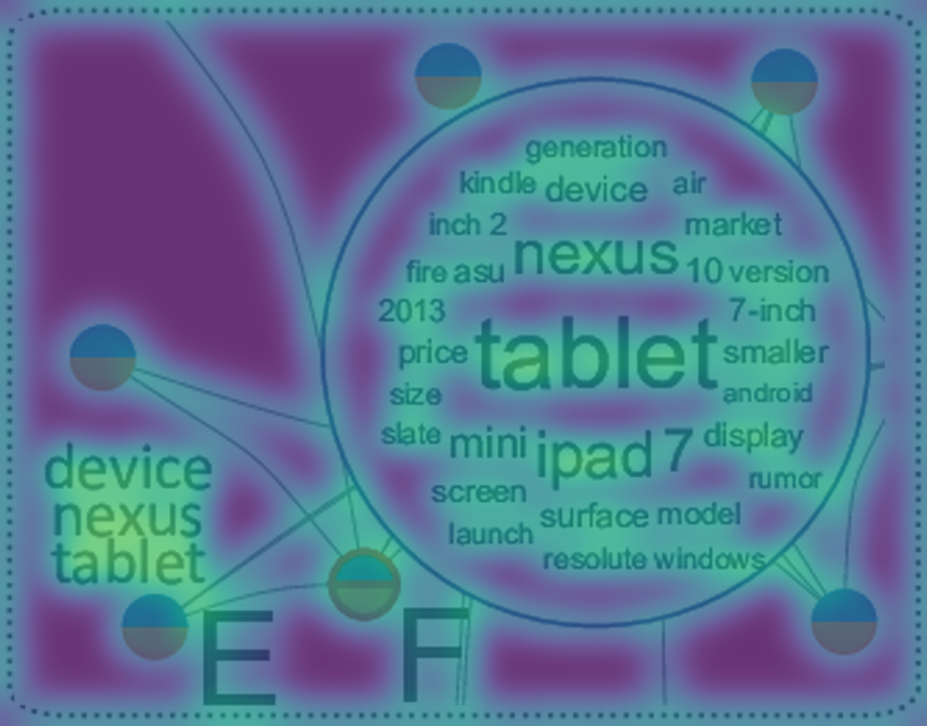 generation
kindle device air
inch 2 market
nexus
fire asu 10 version
2013 7-inch
price tablet smaller
size android
slate mini ipad 7 display
screen rumor
launch surface model
resolute windows
device
nexus
tablet
E F